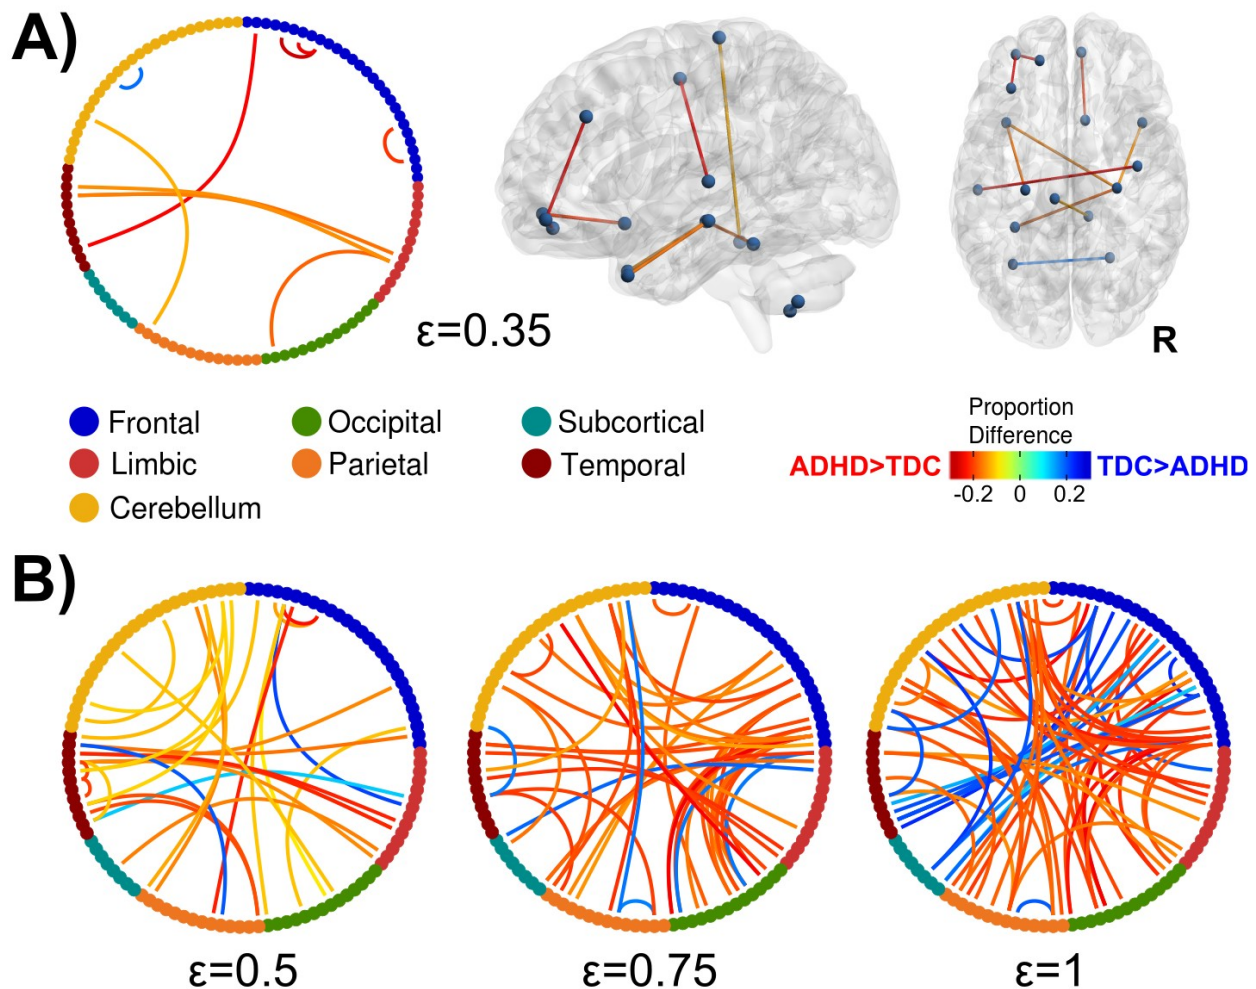 A)
ε=0.35
R
Frontal
Occipital
Subcortical
Limbic
Parietal
Temporal
Cerebellum
Proportion
Difference
ADHD>TDC
TDC>ADHD
-0.2 0 0.2
B)
ε=0.5
ε=0.75
ε=1